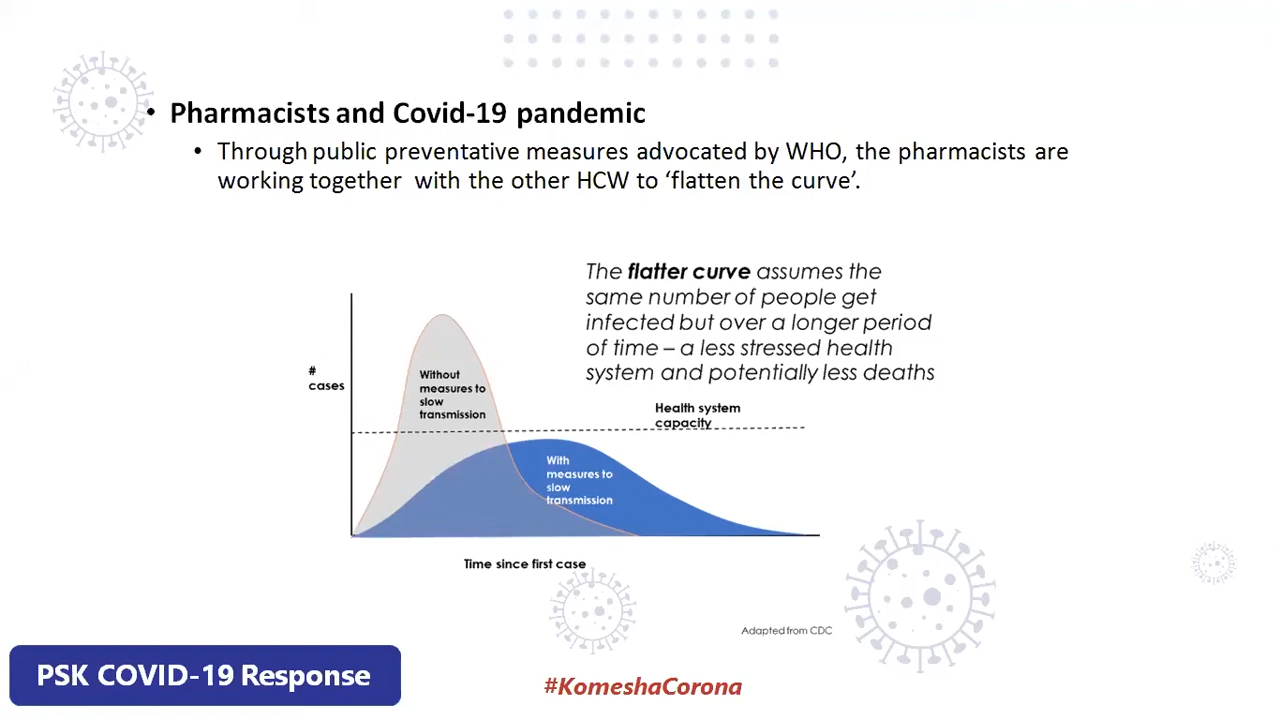 • Pharmacists and Covid-19 pandemic
• Through public preventative measures advocated by WHO, the pharmacists are
working together with the other HCW to ‘flatten the curve’.
The flatter curve assumes the
same number of people get
infected but over a longer period
of time – a less stressed health
system and potentially less deaths
#
cases
Without
measures to
slow
transmission
Health system
capacity
With
measures to
slow
transmission
Time since first case
Adapted from CDC
PSK COVID-19 Response
#KomeshaCorona